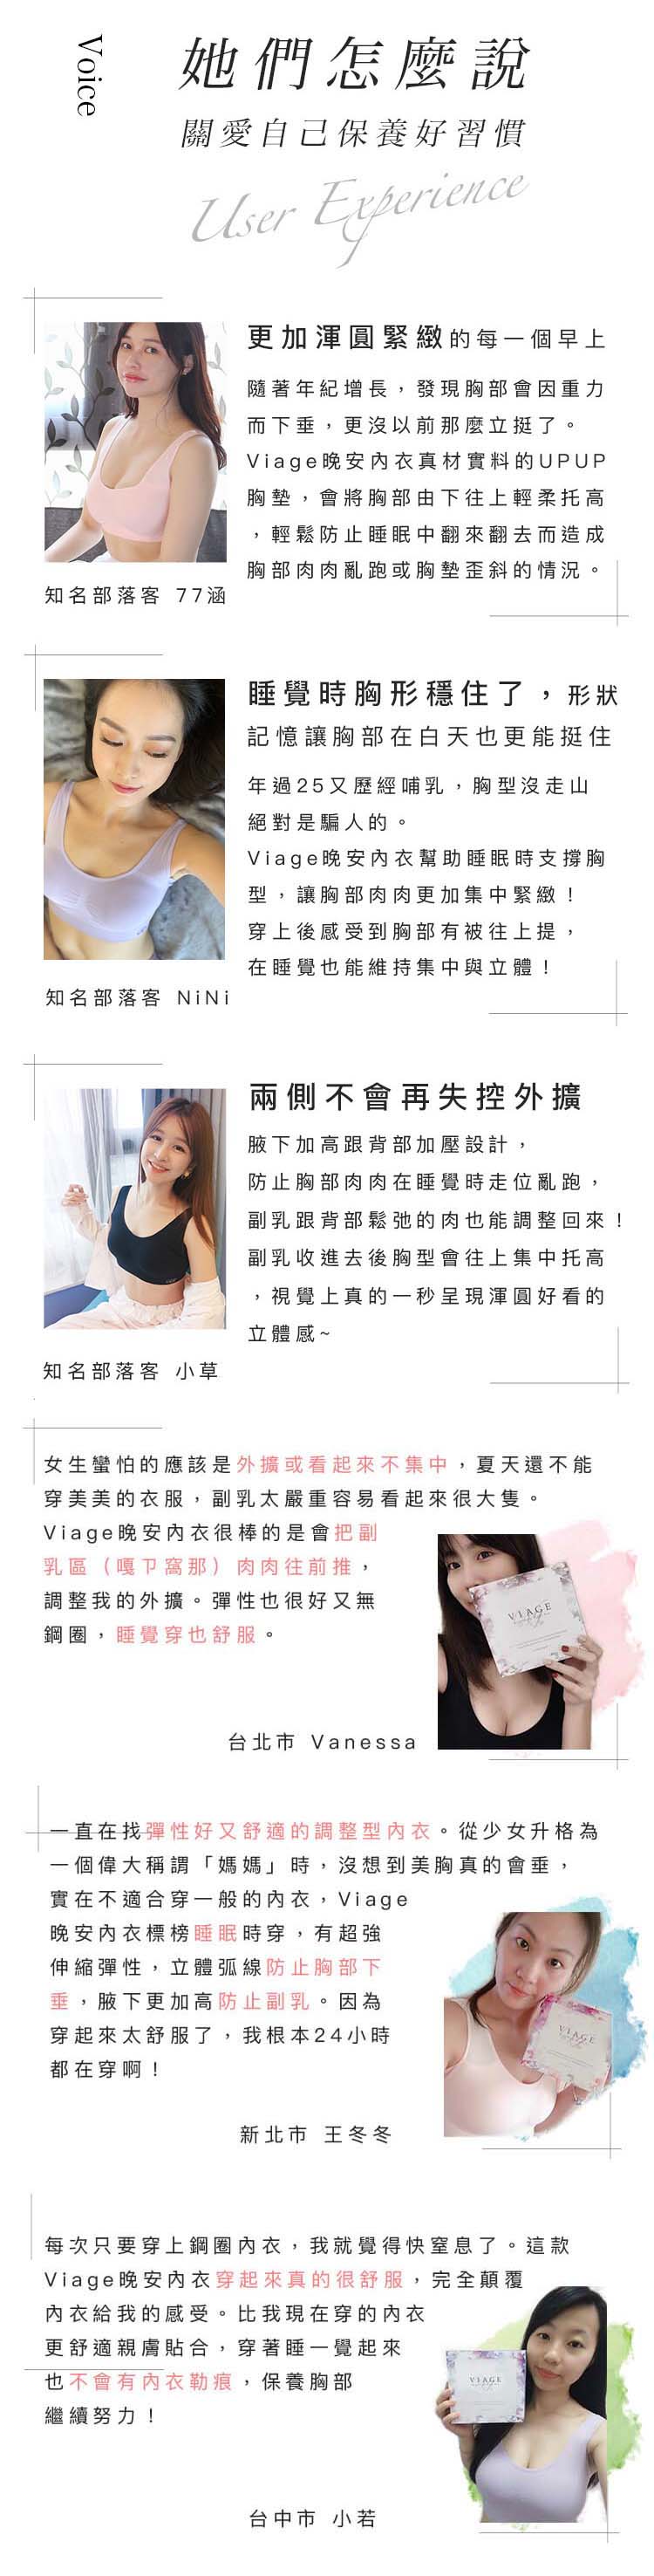 Voice
她們怎麼說
關愛自己保養好習慣
User Experience
更加渾圓緊緻的每一個早上
隨著年紀增長，發現胸部會因重力
而下垂，更沒以前那麼立挺了。
Viage晚安內衣真材實料的UPUP
胸墊，會將胸部由下往上輕柔托高
，輕鬆防止睡眠中翻來翻去而造成
胸部肉肉亂跑或胸墊歪斜的情況。
知名部落客 77涵
睡覺時胸形穩住了，形狀
記憶讓胸部在白天也更能挺住
年過25又歷經哺乳，胸型沒走山
絕對是騙人的。
Viage晚安內衣幫助睡眠時支撐胸
型，讓胸部肉肉更加集中緊緻！
穿上後感受到胸部有被往上提，
在睡覺也能維持集中與立體！
知名部落客 NiNi
兩側不會再失控外擴
腋下加高跟背部加壓設計，
防止胸部肉肉在睡覺時走位亂跑，
副乳跟背部鬆弛的肉也能調整回來！
副乳收進去後胸型會往上集中托高
，視覺上真的一秒呈現渾圓好看的
立體感~
知名部落客 小草
女生蠻怕的應該是外擴或看起來不集中，夏天還不能
穿美美的衣服，副乳太嚴重容易看起來很大隻。
Viage晚安內衣很棒的是會把副
乳區（嘎ㄗ窩那）肉肉往前推，
調整我的外擴。彈性也很好又無
鋼圈，睡覺穿也舒服。
VIAGE
台北市 Vanessa
一直在找彈性好又舒適的調整型內衣。從少女升格為
一個偉大稱謂「媽媽」時，沒想到美胸真的會垂，
實在不適合穿一般的內衣，Viage
晚安內衣標榜睡眠時穿，有超強
伸縮彈性，立體弧線防止胸部下
垂，腋下更加高防止副乳。因為
穿起來太舒服了，我根本24小時
都在穿啊！
VIAGE
新北市 王冬冬
每次只要穿上鋼圈內衣，我就覺得快窒息了。這款
Viage晚安內衣穿起來真的很舒服，完全顛覆
內衣給我的感受。比我現在穿的內衣
更舒適親膚貼合，穿著睡一覺起來
也不會有內衣勒痕，保養胸部
繼續努力！
VIAGE
台中市 小若